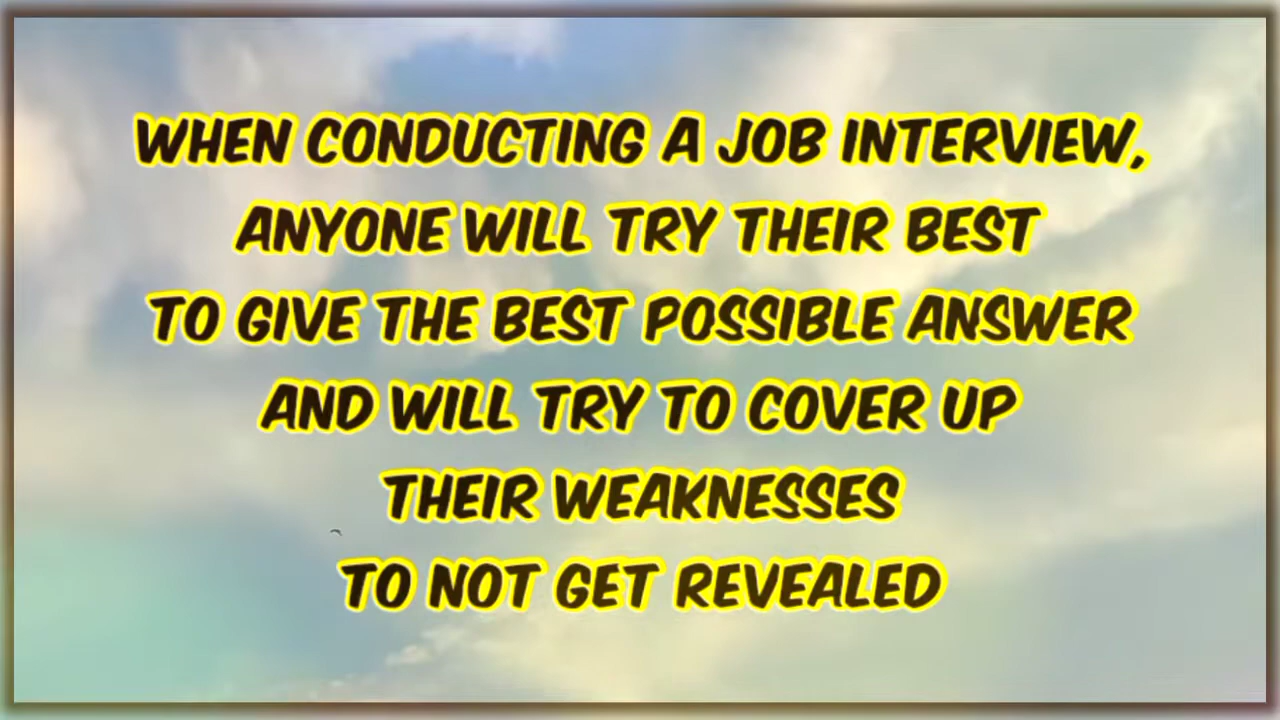 WHEN CONDUCTING A JOB INTERVIEW,
ANYONE WILL TRY THEIR BEST
TO GIVE THE BEST POSSIBLE ANSWER
AND WILL TRY TO COVER UP
THEIR WEAKNESSES
TO NOT GET REVEALED